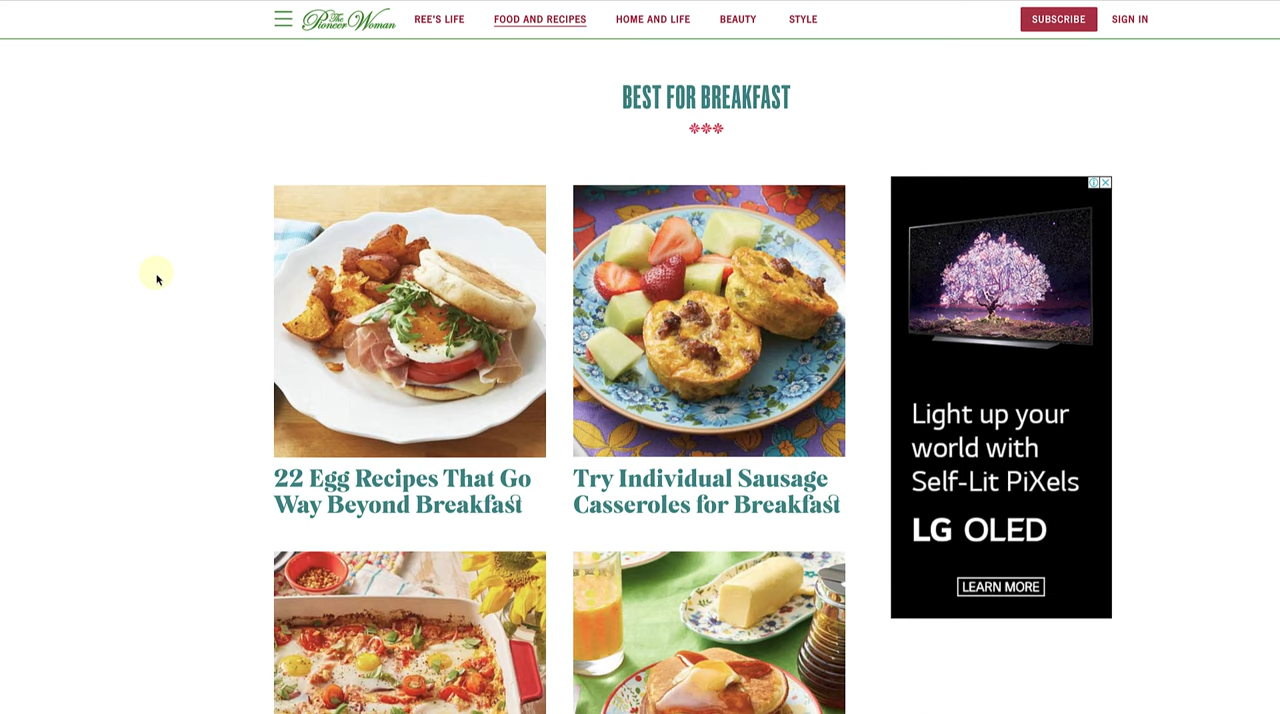 The Pioneer Woman
REE'S LIFE
FOOD AND RECIPES
HOME AND LIFE
BEAUTY
STYLE
SUBSCRIBE
SIGN IN
BEST FOR BREAKFAST
22 Egg Recipes That Go
Way Beyond Breakfast
Try Individual Sausage
Casseroles for Breakfast
Light up your
world with
Self-Lit PiXels
LG OLED
LEARN MORE